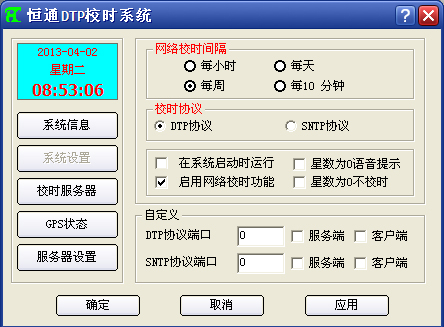 恒通DTP校时系统
2013-04-02
星期二
08:53:06
系统信息
系统设置
校时服务器
GPS状态
服务器设置
网络校时间隔
每小时 每天
每周 每10 分钟
校时协议
DTP协议 SNTP协议
在系统启动时运行 星数为0语音提示
启用网络校时功能 星数为0不校时
自定义
DTP协议端口 0 服务端 客户端
SNTP协议端口 0 服务端 客户端
确定 取消 应用